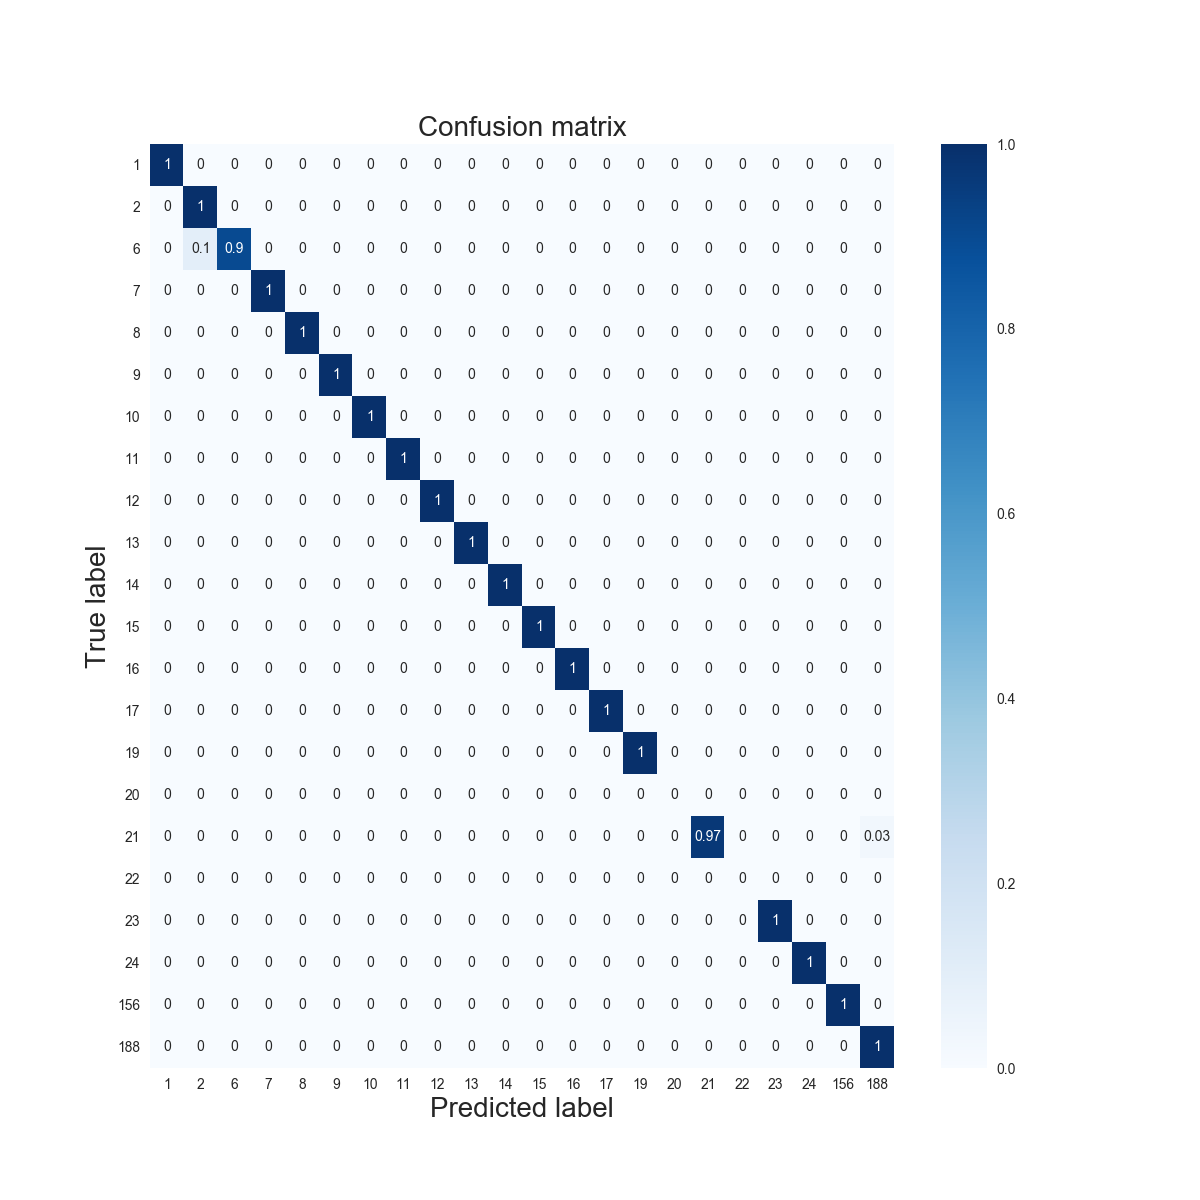 Confusion matrix
1 1 0 0 0 0 0 0 0 0 0 0 0 0 0 0 0 0 0 0 0 0 0 1.0
2 0 1 0 0 0 0 0 0 0 0 0 0 0 0 0 0 0 0 0 0 0 0
6 0 0.1 0.9 0 0 0 0 0 0 0 0 0 0 0 0 0 0 0 0 0 0 0
7 0 0 0 1 0 0 0 0 0 0 0 0 0 0 0 0 0 0 0 0 0 0
8 0 0 0 0 1 0 0 0 0 0 0 0 0 0 0 0 0 0 0 0 0 0 0.8
9 0 0 0 0 0 1 0 0 0 0 0 0 0 0 0 0 0 0 0 0 0 0
10 0 0 0 0 0 0 1 0 0 0 0 0 0 0 0 0 0 0 0 0 0 0
11 0 0 0 0 0 0 0 1 0 0 0 0 0 0 0 0 0 0 0 0 0 0
12 0 0 0 0 0 0 0 0 1 0 0 0 0 0 0 0 0 0 0 0 0 0 0.6
13 0 0 0 0 0 0 0 0 0 1 0 0 0 0 0 0 0 0 0 0 0 0
14 0 0 0 0 0 0 0 0 0 0 1 0 0 0 0 0 0 0 0 0 0 0
True label
15 0 0 0 0 0 0 0 0 0 0 0 1 0 0 0 0 0 0 0 0 0 0
16 0 0 0 0 0 0 0 0 0 0 0 0 1 0 0 0 0 0 0 0 0 0
17 0 0 0 0 0 0 0 0 0 0 0 0 0 1 0 0 0 0 0 0 0 0 0.4
19 0 0 0 0 0 0 0 0 0 0 0 0 0 0 1 0 0 0 0 0 0 0
20 0 0 0 0 0 0 0 0 0 0 0 0 0 0 0 0 0 0 0 0 0 0
21 0 0 0 0 0 0 0 0 0 0 0 0 0 0 0 0 0.97 0 0 0 0 0.03
22 0 0 0 0 0 0 0 0 0 0 0 0 0 0 0 0 0 0 0 0 0 0 0.2
23 0 0 0 0 0 0 0 0 0 0 0 0 0 0 0 0 0 0 1 0 0 0
24 0 0 0 0 0 0 0 0 0 0 0 0 0 0 0 0 0 0 0 1 0 0
156 0 0 0 0 0 0 0 0 0 0 0 0 0 0 0 0 0 0 0 0 1 0
188 0 0 0 0 0 0 0 0 0 0 0 0 0 0 0 0 0 0 0 0 0 1 0.0
1 2 6 7 8 9 10 11 12 13 14 15 16 17 19 20 21 22 23 24 156 188
Predicted label